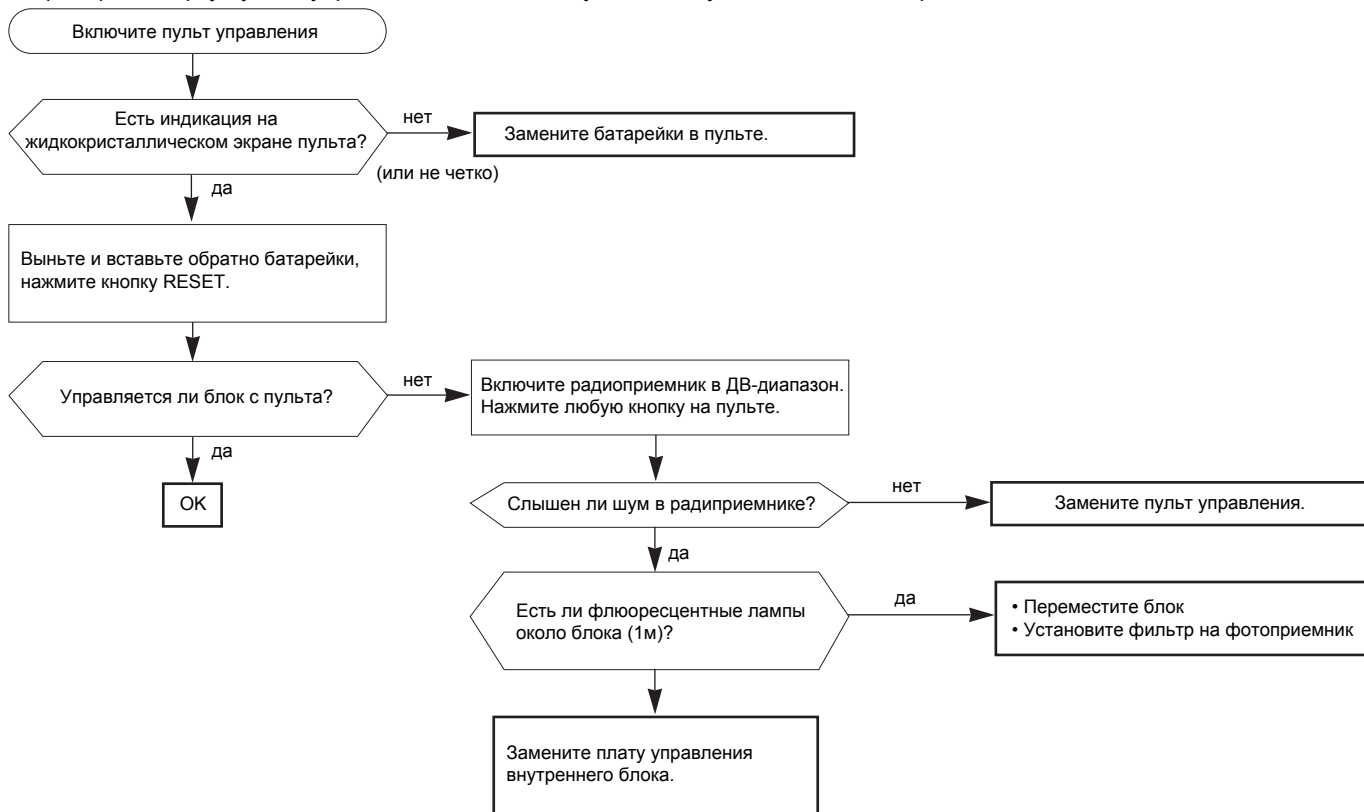 Включите пульт управления
Есть индикация на
жидкокристаллическом экране пульта?
нет
Замените батарейки в пульте.
(или не четко)
да
Выньте и вставьте обратно батарейки,
нажмите кнопку RESET.
Управляется ли блок с пульта?
нет
Включите радиоприемник в ДВ-диапазон.
Нажмите любую кнопку на пульте.
да
OK
Слышен ли шум в радиприемнике?
нет
Замените пульт управления.
да
Есть ли флюоресцентные лампы
около блока (1м)?
да
• Переместите блок
• Установите фильтр на фотоприемник
Замените плату управления
внутреннего блока.